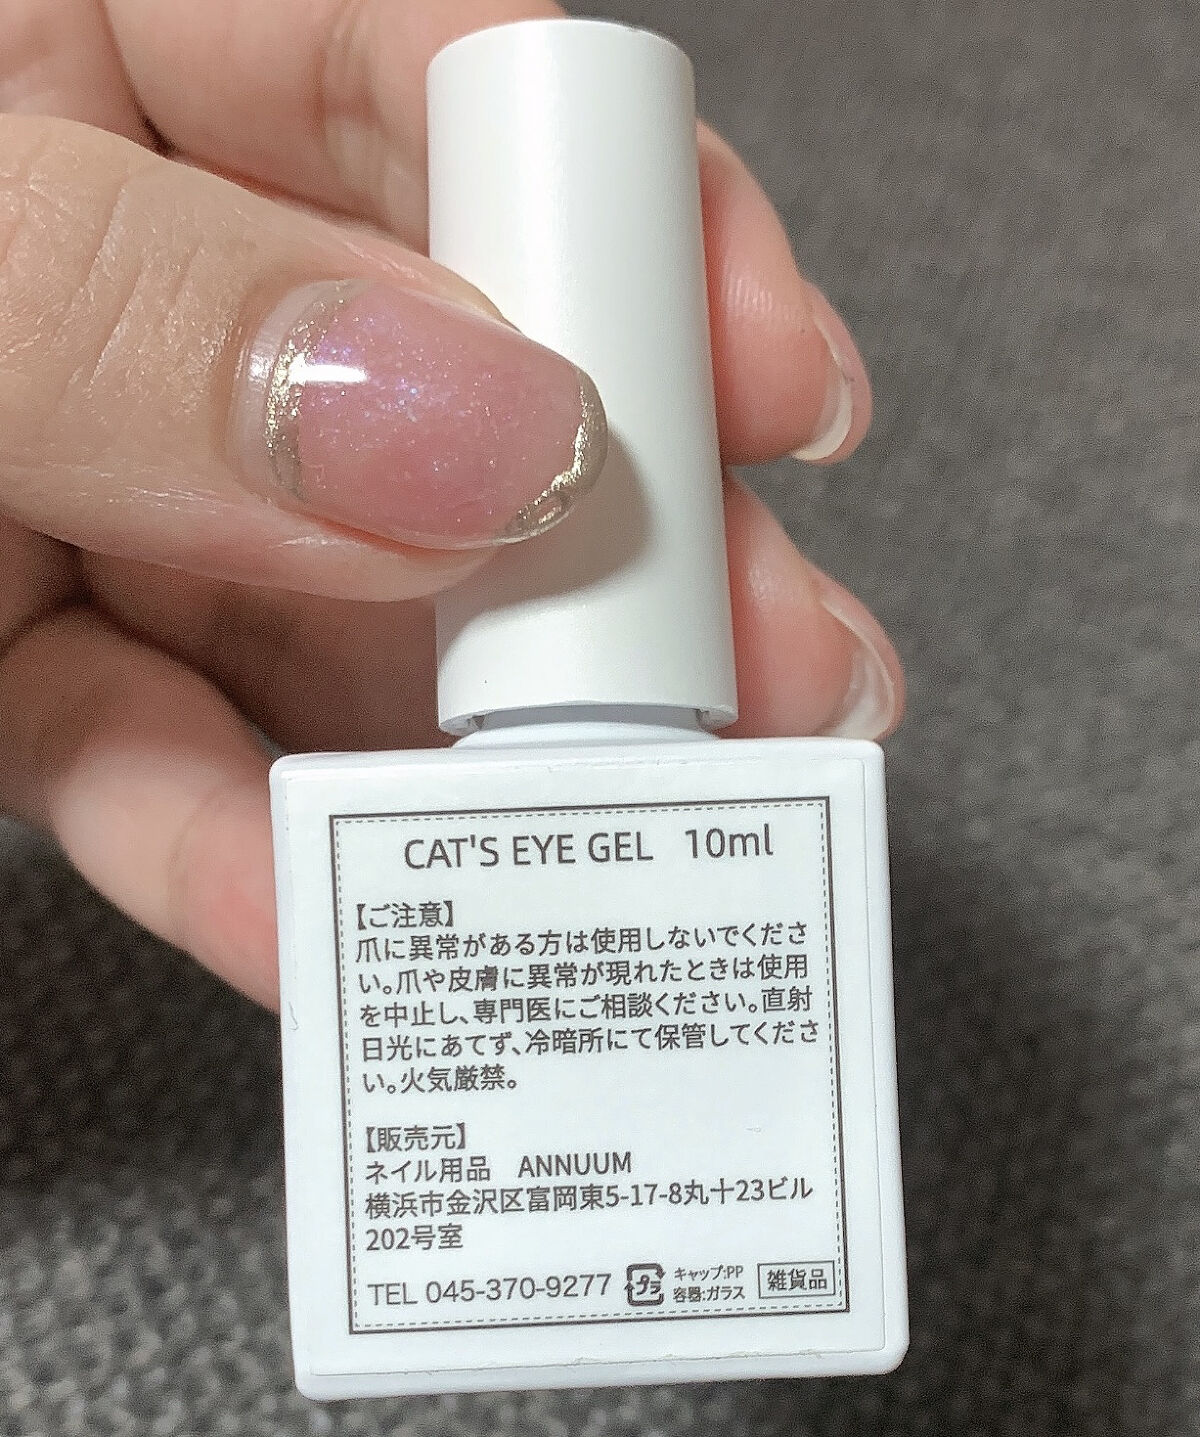 CAT'S EYE GEL 10ml
【ご注意】
爪に異常がある方は使用しないでくださ
い。爪や皮膚に異常が現れたときは使用
を中止し、専門医にご相談ください。直射
日光にあてず、冷暗所にて保管してくださ
い。火気厳禁。
【販売元】
ネイル用品 ANNUUM
横浜市金沢区富岡東5-17-8丸十23ビル
202号室
TEL 045-370-9277
プラ
キャップ:PP
容器:ガラス
雑貨品